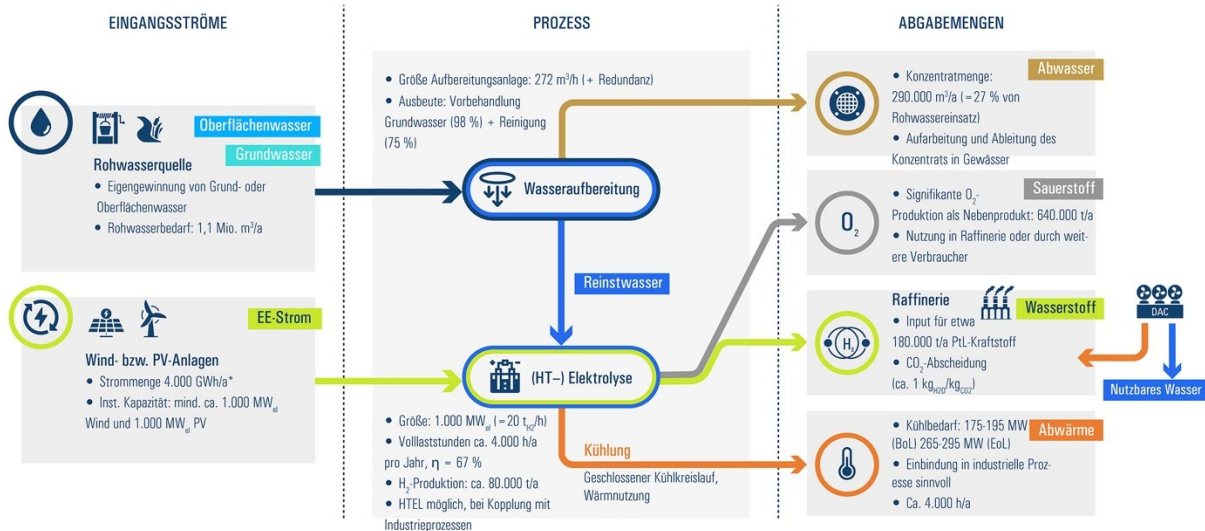 EINGANGSSTRÖME
Oberflächenwasser
Grundwasser
Rohwasserquelle
• Eigengewinnung von Grund- oder
Oberflächenwasser
• Rohwasserbedarf: 1,1 Mio. m³/a
EE-Strom
Wind- bzw. PV-Anlagen
• Strommenge 4.000 GWh/a*
• Inst. Kapazität: mind. ca. 1.000 MWel
Wind und 1.000 MWel PV
PROZESS
• Größe Aufbereitungsanlage: 272 m³/h (+ Redundanz)
• Ausbeute: Vorbehandlung
Grundwasser (98 %) + Reinigung
(75 %)
Wasseraufbereitung
Reinstwasser
(HT–) Elektrolyse
• Größe: 1.000 MWel (=20 tH2/h)
• Volllaststunden ca. 4.000 h/a
pro Jahr, η = 67 %
• H2-Produktion: ca. 80.000 t/a
• HTEL möglich, bei Kopplung mit
Industrieprozessen
Kühlung
Geschlossener Kühlkreislauf,
Wärmnutzung
ABGABEMENGEN
Abwasser
• Konzentratmenge:
290.000 m³/a (=27 % von
Rohwassereinsatz)
• Aufarbeitung und Ableitung des
Konzentrats in Gewässer
Sauerstoff
O2
• Signifikante O2-
Produktion als Nebenprodukt: 640.000 t/a
• Nutzung in Raffinerie oder durch weit-
ere Verbraucher
Raffinerie
Wasserstoff
H2
• Input für etwa
180.000 t/a PtL-Kraftstoff
• CO2-Abscheidung
(ca. 1 kgH2O/kgCO2)
DAC
Nutzbares Wasser
Abwärme
• Kühlbedarf: 175-195 MW
(BoL) 265-295 MW (EoL)
• Einbindung in industrielle Proz-
esse sinnvoll
• Ca. 4.000 h/a